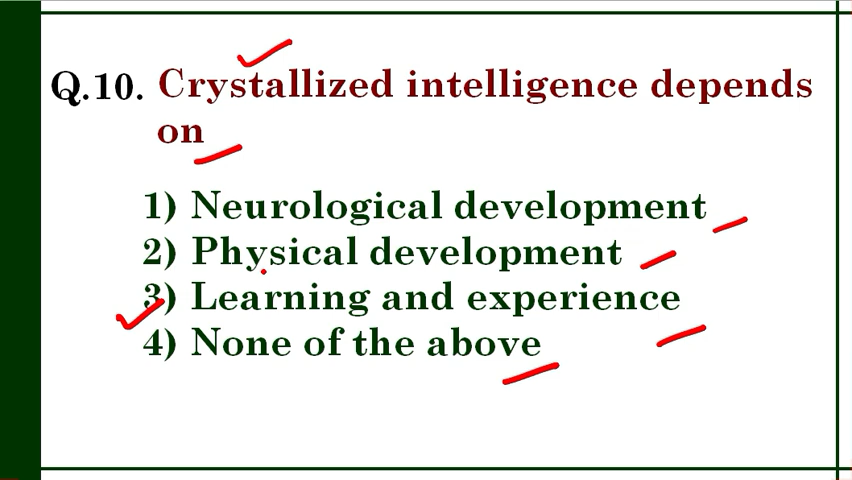 Q.10. Crystallized intelligence depends
on
1) Neurological development
2) Physical development
3) Learning and experience
4) None of the above